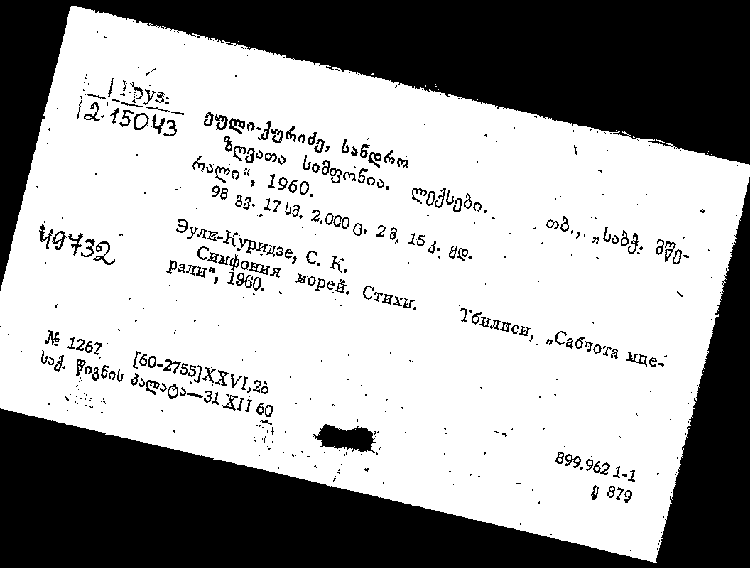 Груз.
2 15043
ეული-ქურიძე, სანდრო
ზღვათა სიმფონია. ლექსები. თბ., „საბჭ. მწე-
რალი“, 1960.
98 გვ. 17 სმ. 2.000 ც. 2 მ. 15 კ. ყდ.
49732
Эули-Куридзе, С. К.
Симфония морей. Стихи. Тбилиси, „Сабчота мце-
рали“, 1960.
№ 1267 [60-2755] XXVI,2ბ
საქ. წიგნის პალატა—31 XII 60
899.962.1-1
ე 879